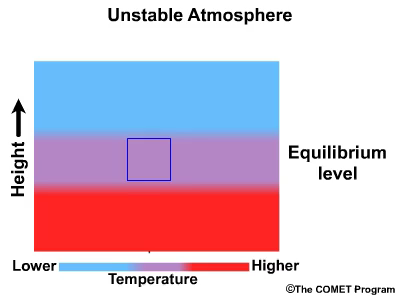 Unstable Atmosphere
Height
Equilibrium
level
Lower
Higher
Temperature
©The COMET Program